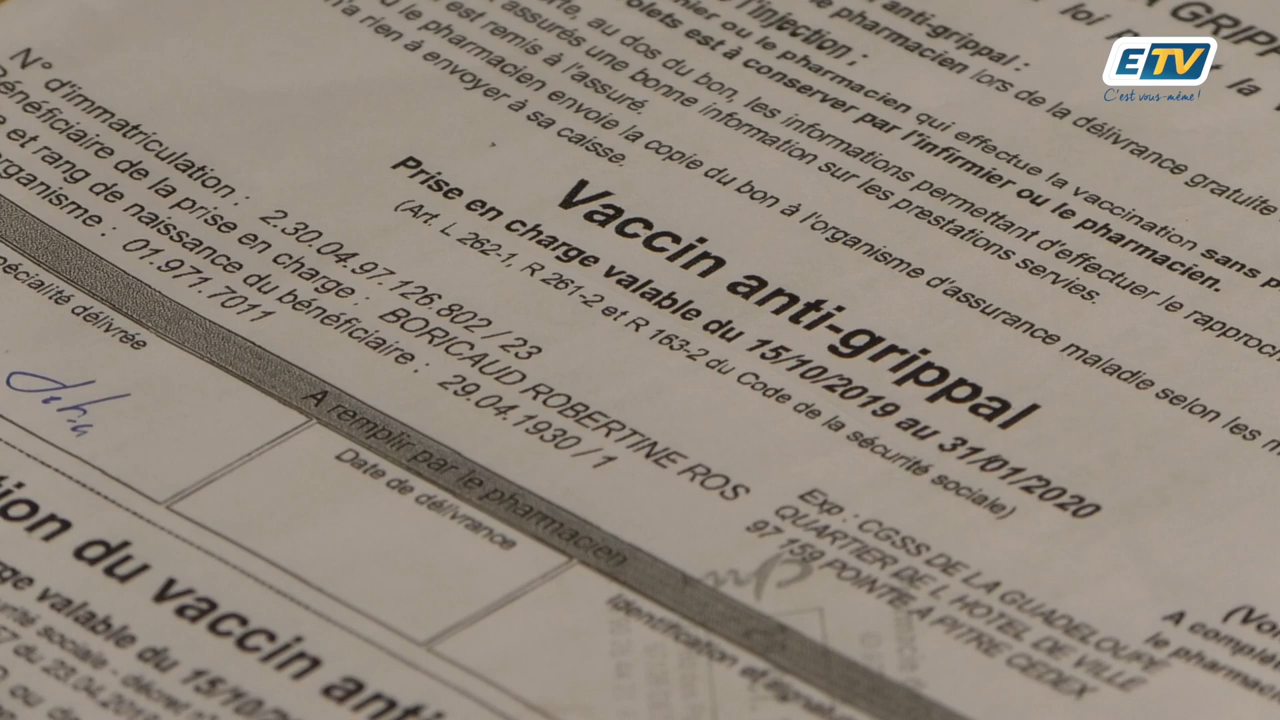 ETV
C'est vous-même !
A GRIPP
loi
anti-grippal :
pharmacien lors de la délivrance gratuite
l'injection :
ou le pharmacien qui effectue la vaccination sans
est à conserver par l'infirmier ou le pharmacien.
au dos du bon, les informations permettant d'effectuer le rapproch
assurés une bonne information sur les prestations servies.
est remis à l'assuré.
le pharmacien envoie la copie du bon à l'organisme d'assurance maladie selon les
rien à envoyer à sa caisse.
Vaccin anti-grippal
Prise en charge valable du 15/10/2019 au 31/01/2020
(Art. L 262-1, R 261-2 et R 163-2 du Code de la sécurité sociale)
N° d'immatriculation : 2.30.04.97.126.802 / 23
Bénéficiaire de la prise en charge : BORICAUD ROBERTINE ROS
et rang de naissance du bénéficiaire : 29.04.1930 / 1
organisme : 01.971.7011
Exp : CGSS DE LA GUADELOUPE
QUARTIER DE L HOTEL DE VILLE
97 159 POINTE A PITRE CEDEX
A remplir par le pharmacien
spécialité délivrée
Date de délivrance
Identification et signature
A complé
le pharmac
tion du vaccin anti
valable du 15/10/